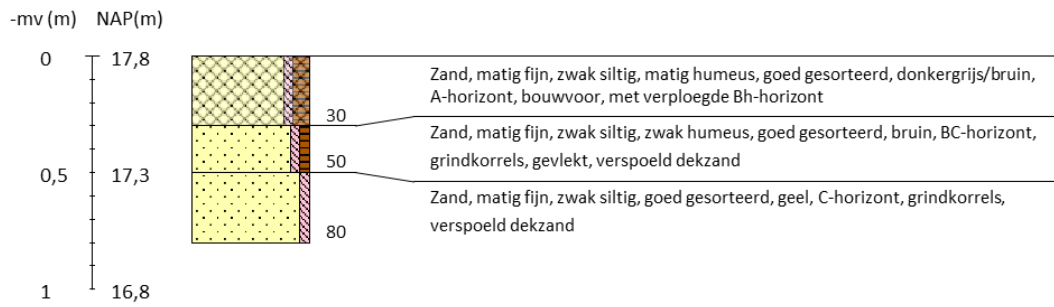 -mv (m) NAP(m)
0 17,8
Zand, matig fijn, zwak siltig, matig humeus, goed gesorteerd, donkergrijs/bruin,
A-horizont, bouwvoor, met verploegde Bh-horizont
30
Zand, matig fijn, zwak siltig, zwak humeus, goed gesorteerd, bruin, BC-horizont,
grindkorrels, gevlekt, verspoeld dekzand
50
0,5 17,3
Zand, matig fijn, zwak siltig, goed gesorteerd, geel, C-horizont, grindkorrels,
verspoeld dekzand
80
1 16,8